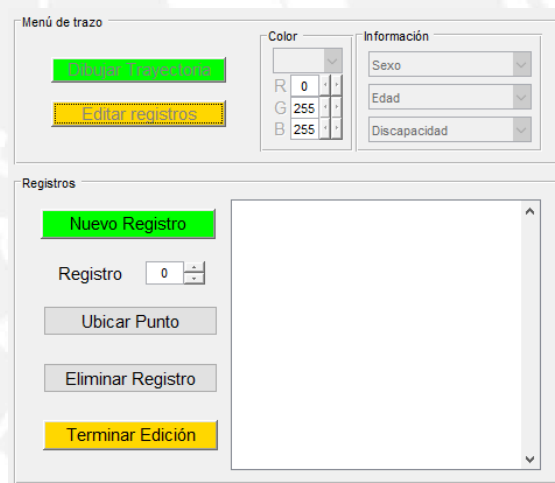 Menú de trazo
Dibujar Trayectoria
Editar registros
Color
R 0
G 255
B 255
Información
Sexo
Edad
Discapacidad
Registros
Nuevo Registro
Registro 0
Ubicar Punto
Eliminar Registro
Terminar Edición